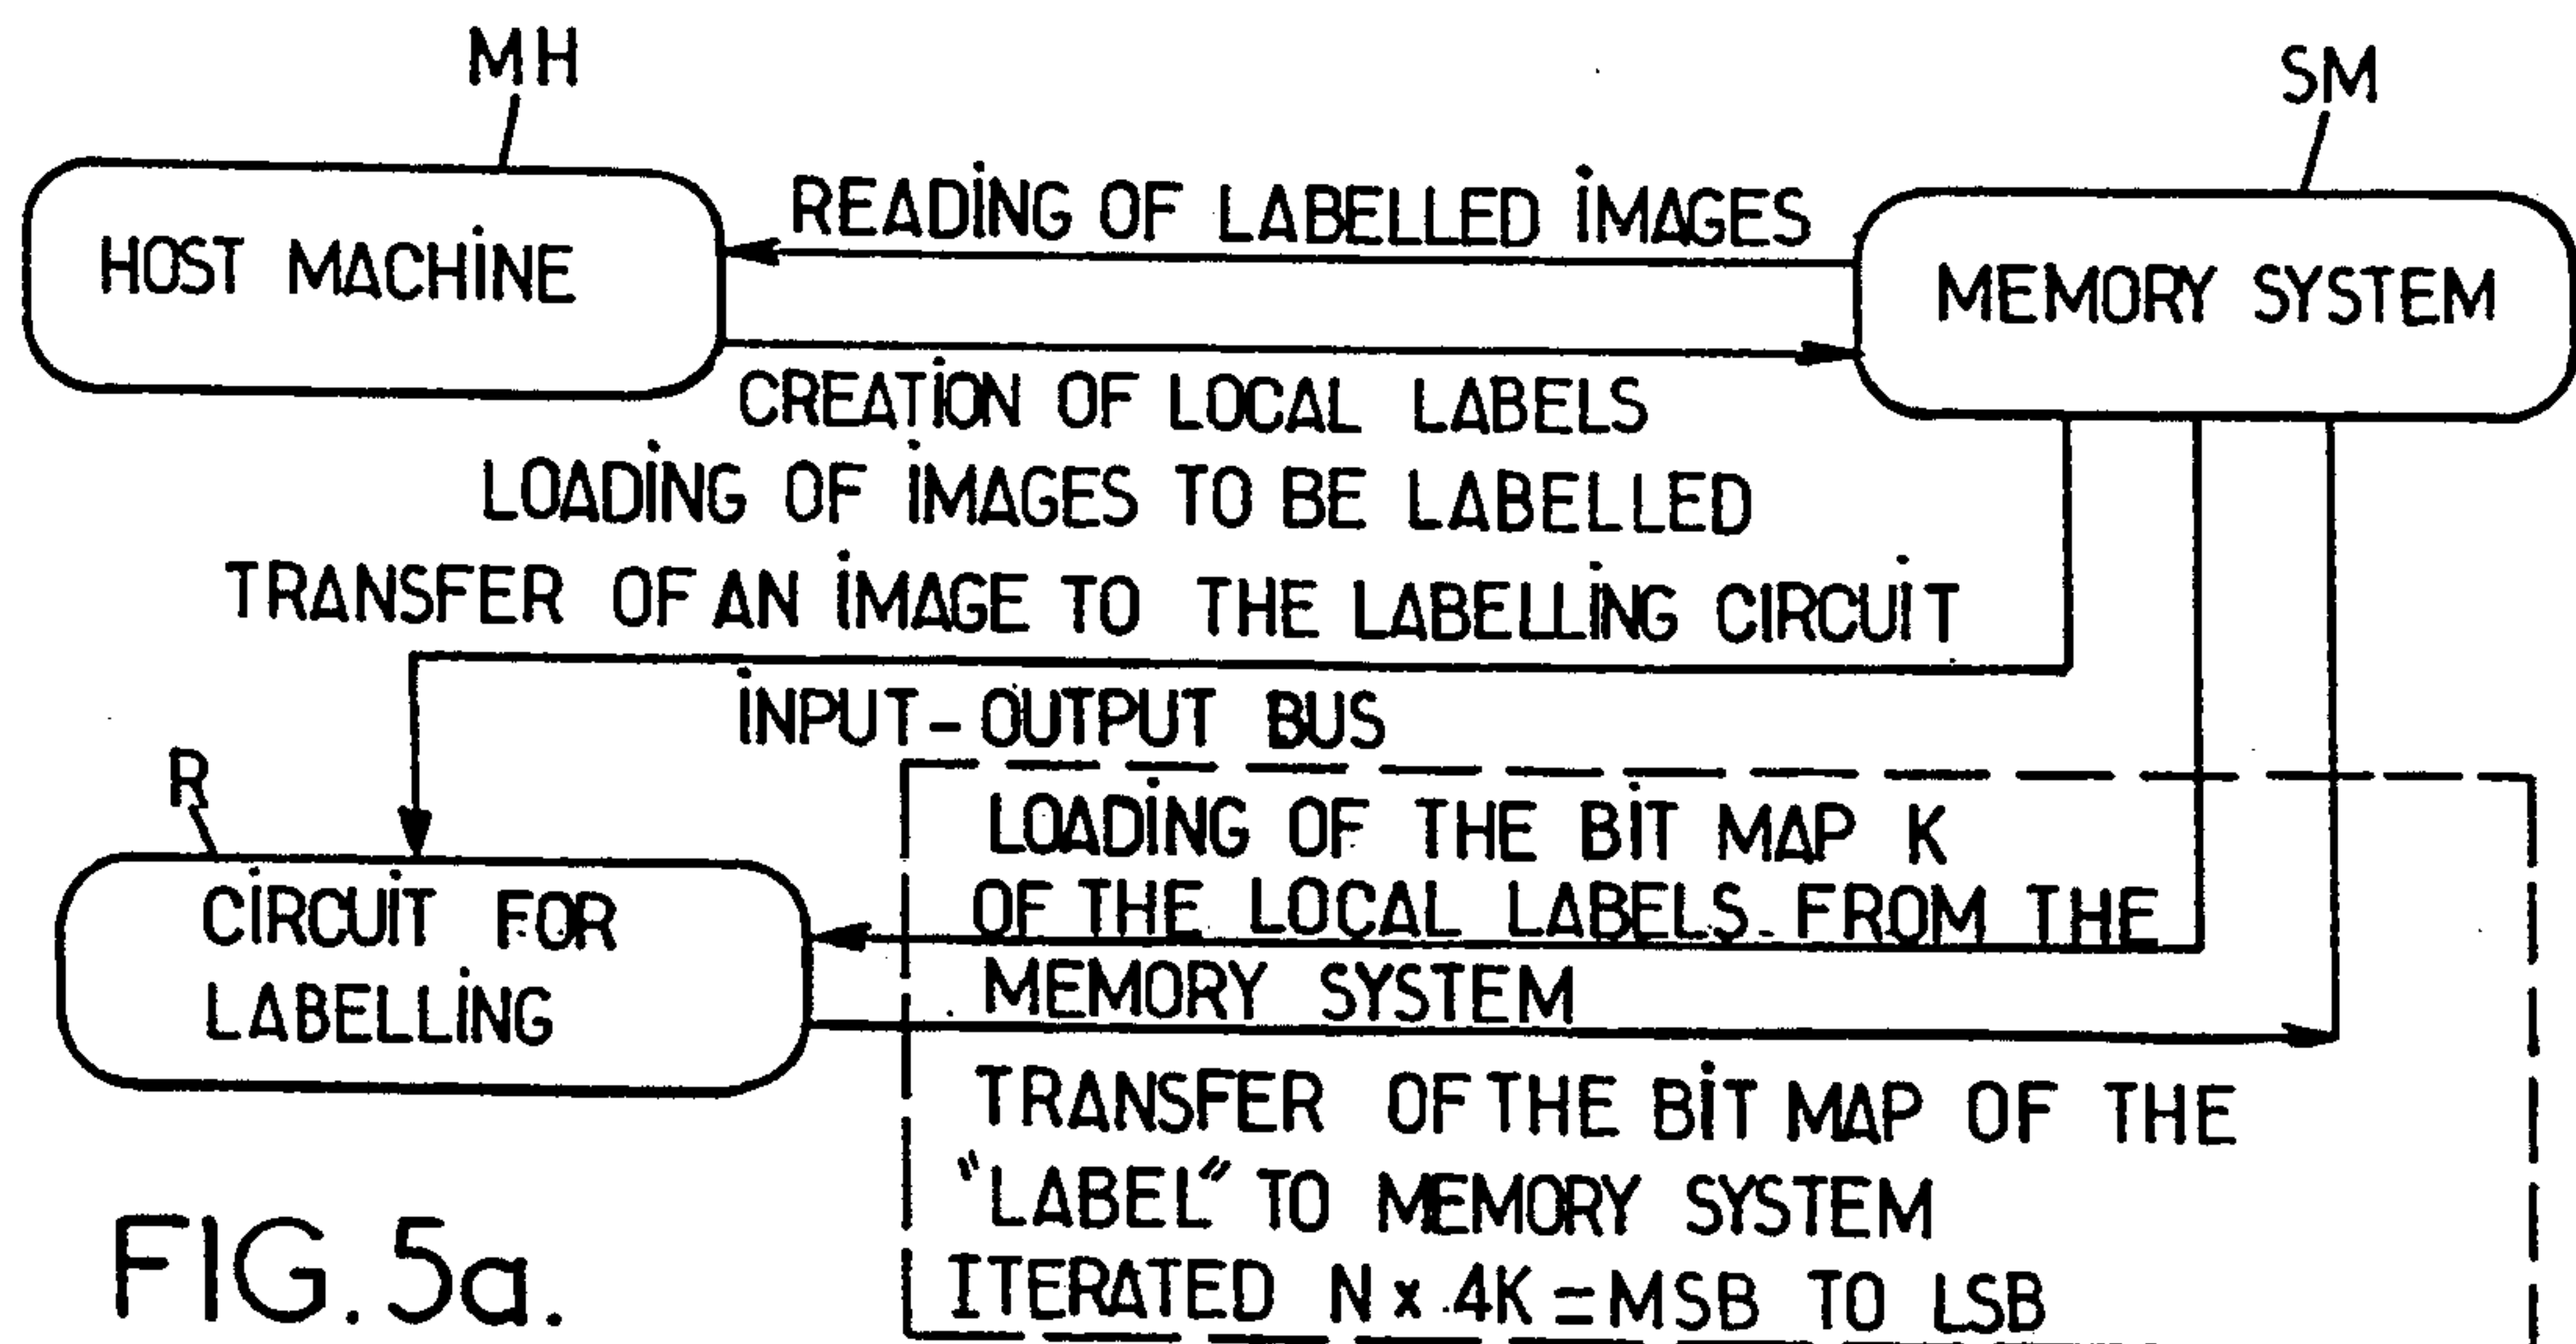 MH
SM
READING OF LABELLED IMAGES
HOST MACHINE
MEMORY SYSTEM
CREATION OF LOCAL LABELS
LOADING OF IMAGES TO BE LABELLED
TRANSFER OF AN IMAGE TO THE LABELLING CIRCUIT
INPUT-OUTPUT BUS
R
CIRCUIT FOR
LABELLING
LOADING OF THE BIT MAP K
OF THE LOCAL LABELS FROM THE
MEMORY SYSTEM
TRANSFER OF THE BIT MAP OF THE
"LABEL" TO MEMORY SYSTEM
ITERATED N x 4K = MSB TO LSB
FIG. 5a.